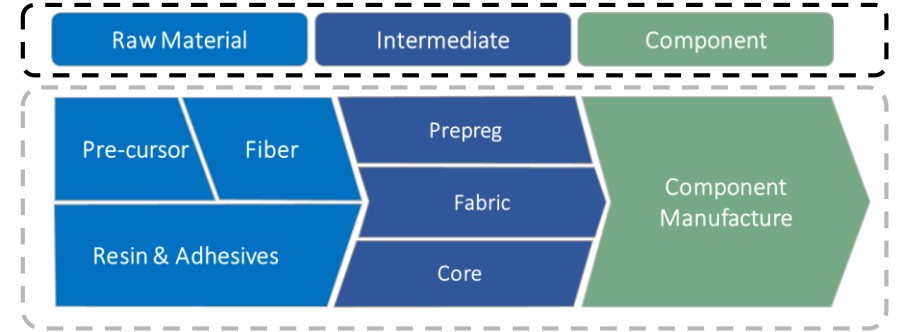 Raw Material
Intermediate
Component
Pre-cursor
Fiber
Resin & Adhesives
Prepreg
Fabric
Core
Component
Manufacture